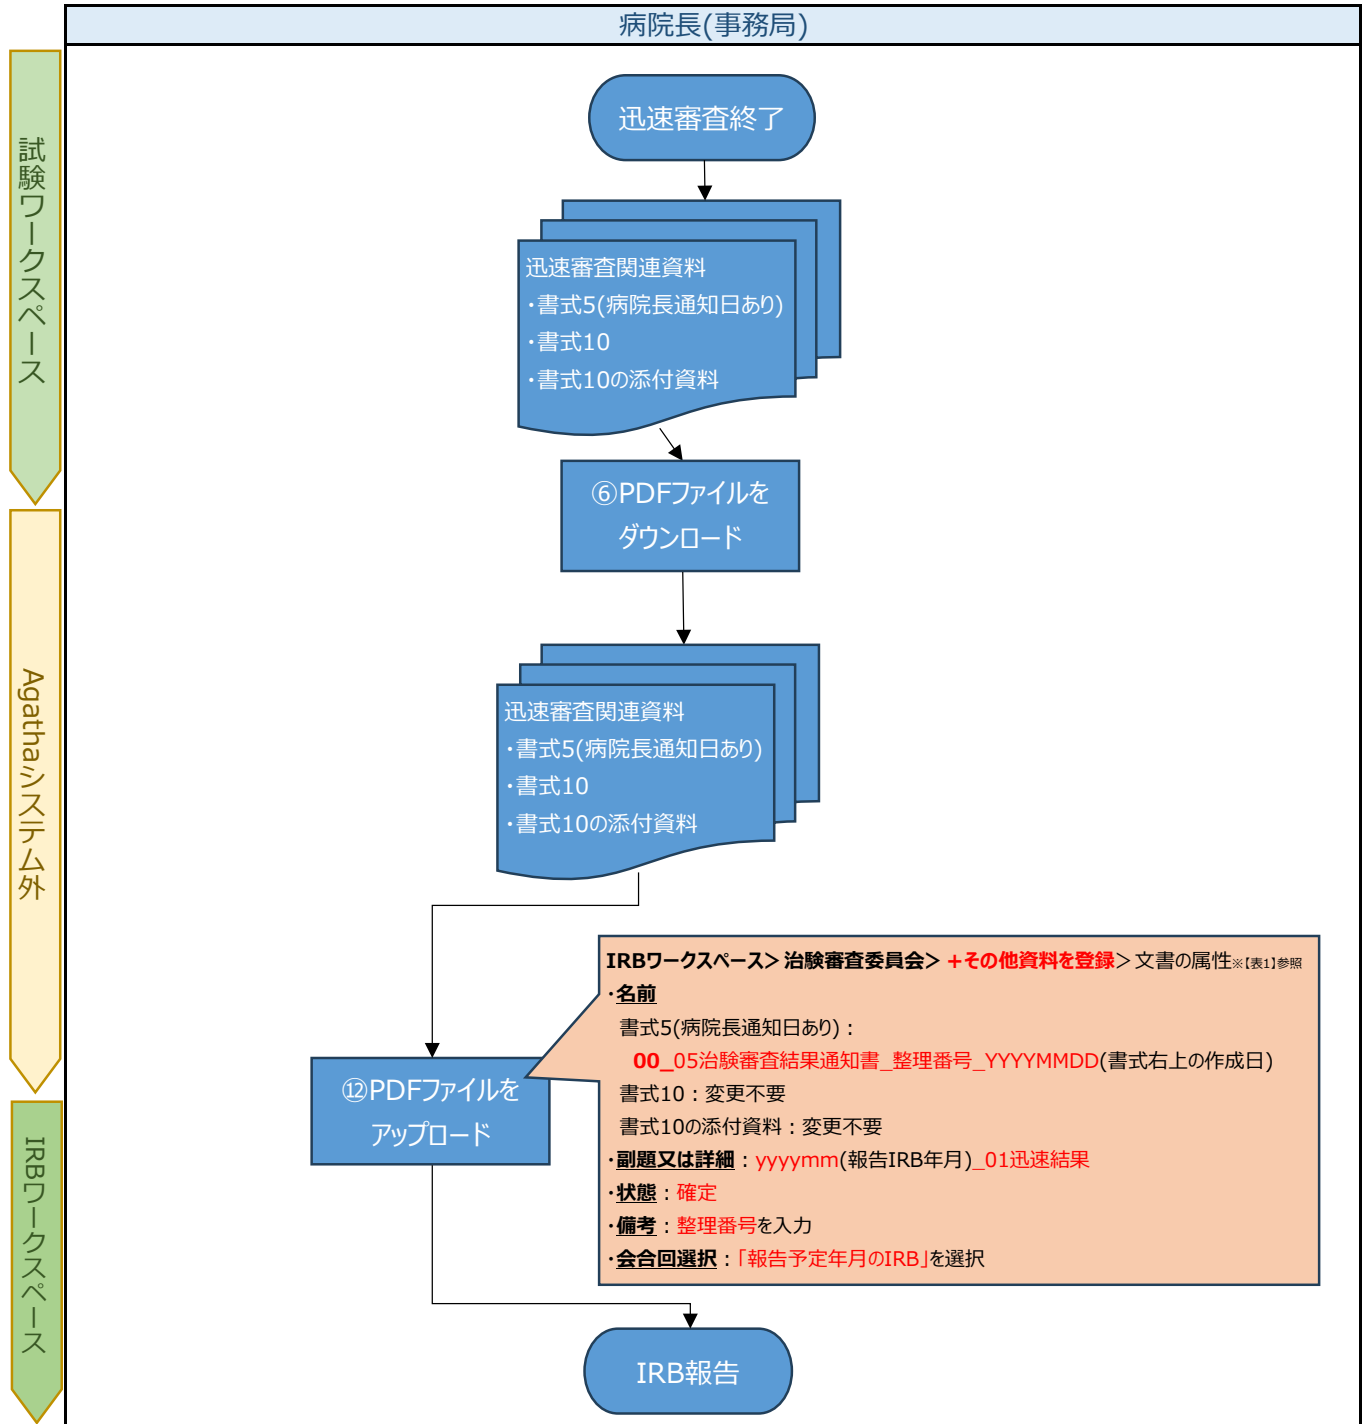 病院長(事務局)
試験ワークスペース
迅速審査終了
迅速審査関連資料
・書式5(病院長通知日あり)
・書式10
・書式10の添付資料
⑥PDFファイルを
ダウンロード
Agathaシステム外
迅速審査関連資料
・書式5(病院長通知日あり)
・書式10
・書式10の添付資料
IRBワークスペース> 治験審査委員会> +その他資料を登録>文書の属性※【表1】参照
・名前
書式5(病院長通知日あり)：
00_05治験審査結果通知書_整理番号_YYYYMMDD(書式右上の作成日)
書式10：変更不要
書式10の添付資料：変更不要
・副題又は詳細：yyyymm(報告IRB年月)_01迅速結果
・状態：確定
・備考：整理番号を入力
・会合回選択：「報告予定年月のIRB」を選択
⑫PDFファイルを
アップロード
IRBワークスペース
IRB報告